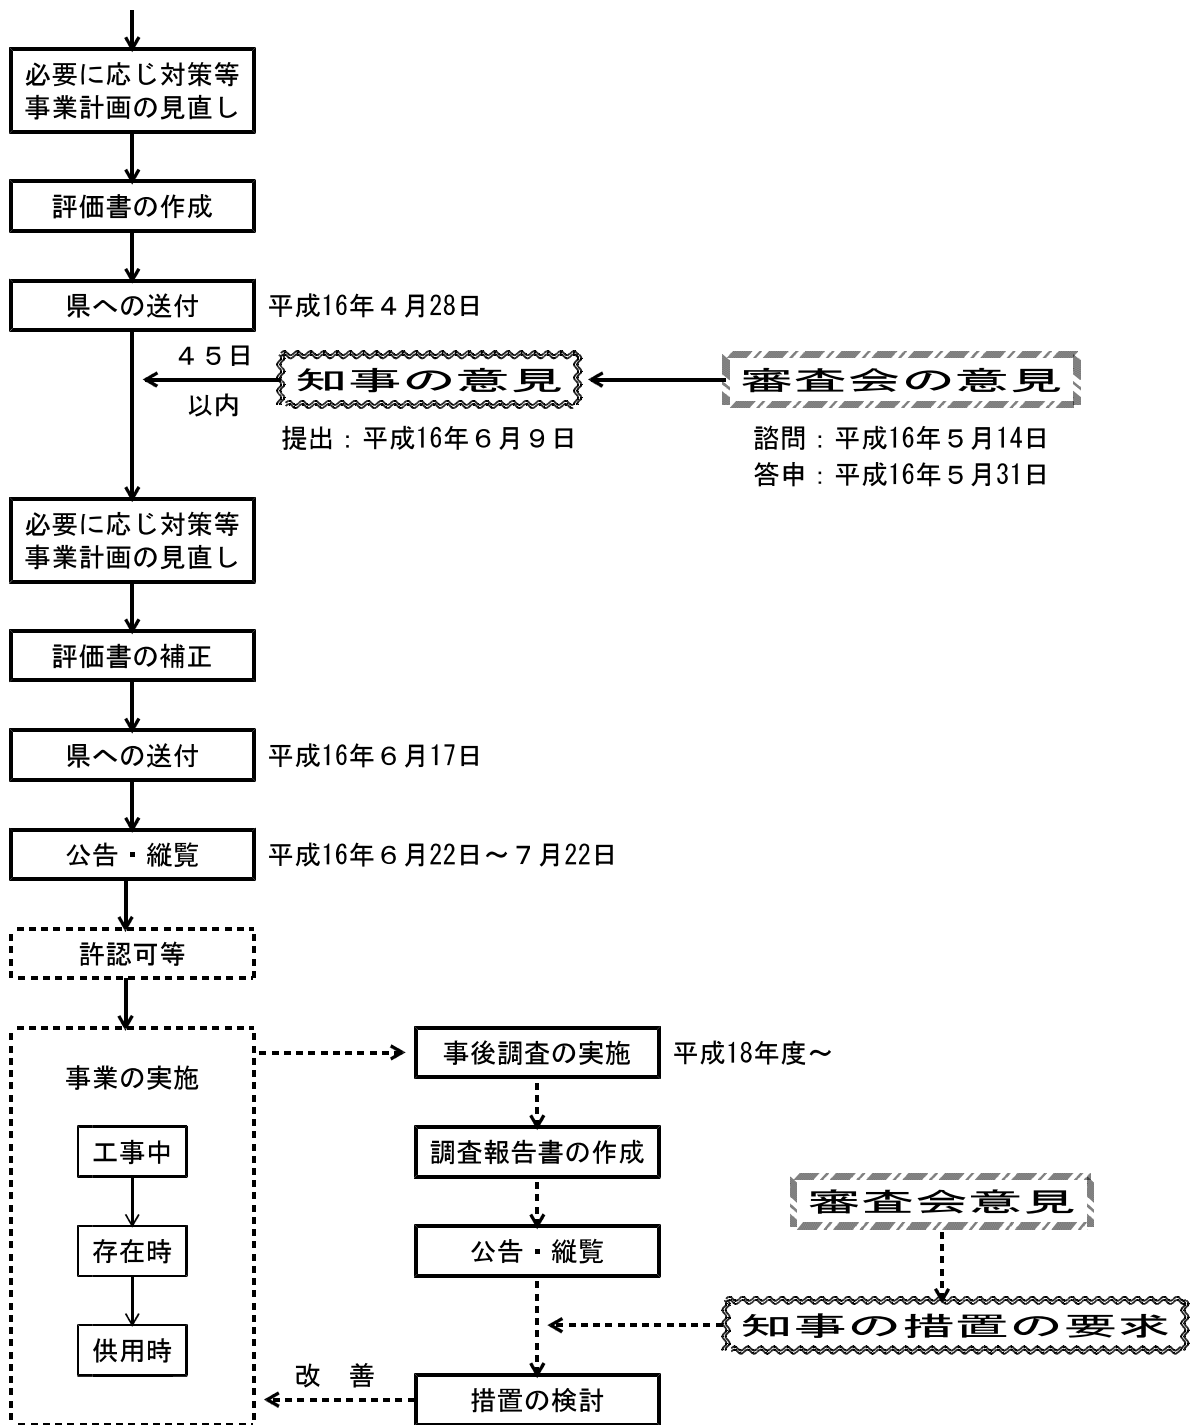 必要に応じ対策等
事業計画の見直し
評価書の作成
県への送付　平成16年４月28日
４５日
以内
知事の意見
審査会の意見
提出：平成16年６月９日
諮問：平成16年５月14日
答申：平成16年５月31日
必要に応じ対策等
事業計画の見直し
評価書の補正
県への送付　平成16年６月17日
公告・縦覧　平成16年６月22日～７月22日
許認可等
事業の実施
工事中
存在時
供用時
事後調査の実施　平成18年度～
調査報告書の作成
公告・縦覧
審査会意見
知事の措置の要求
改　善
措置の検討